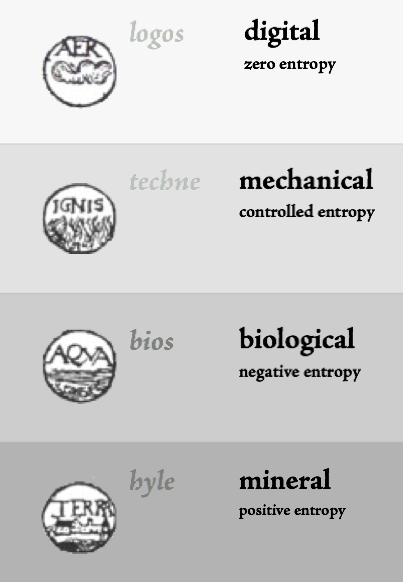 AER
logos
digital
zero entropy
IGNIS
techne
mechanical
controlled entropy
AQVA
bios
biological
negative entropy
TERRA
hyle
mineral
positive entropy